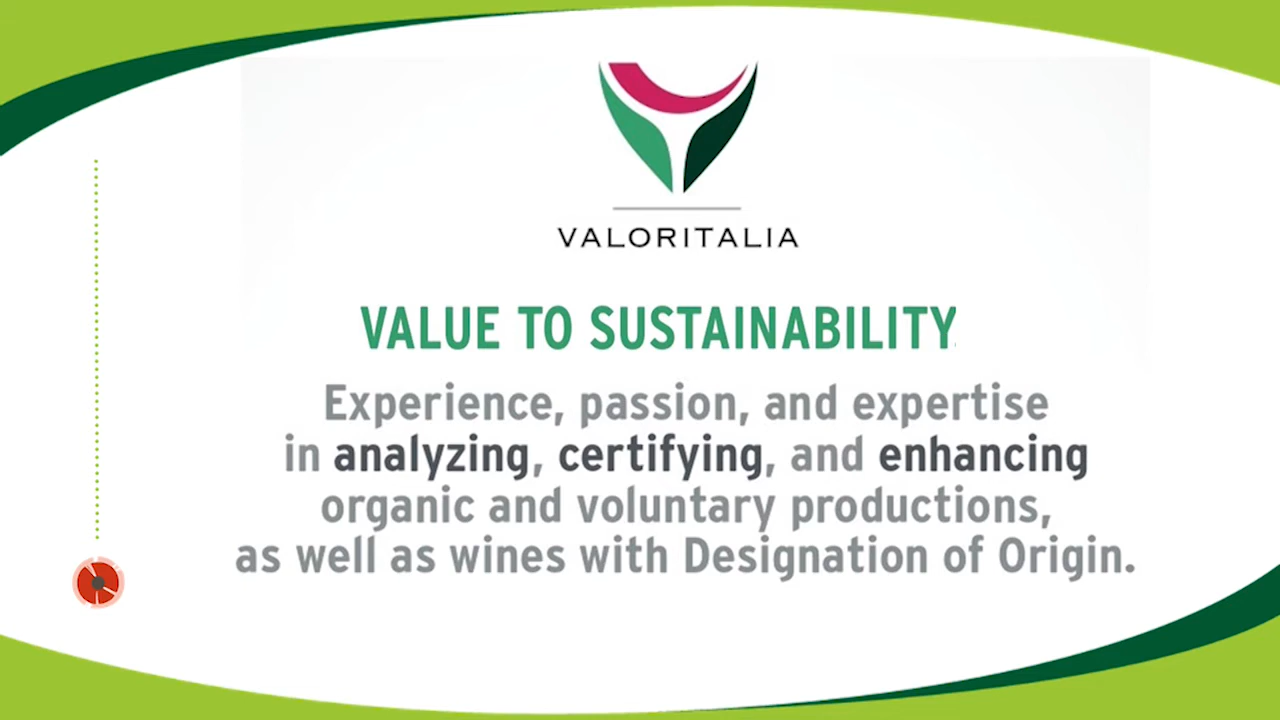 VALORITALIA
VALUE TO SUSTAINABILITY.
Experience, passion, and expertise
in analyzing, certifying, and enhancing
organic and voluntary productions,
as well as wines with Designation of Origin.